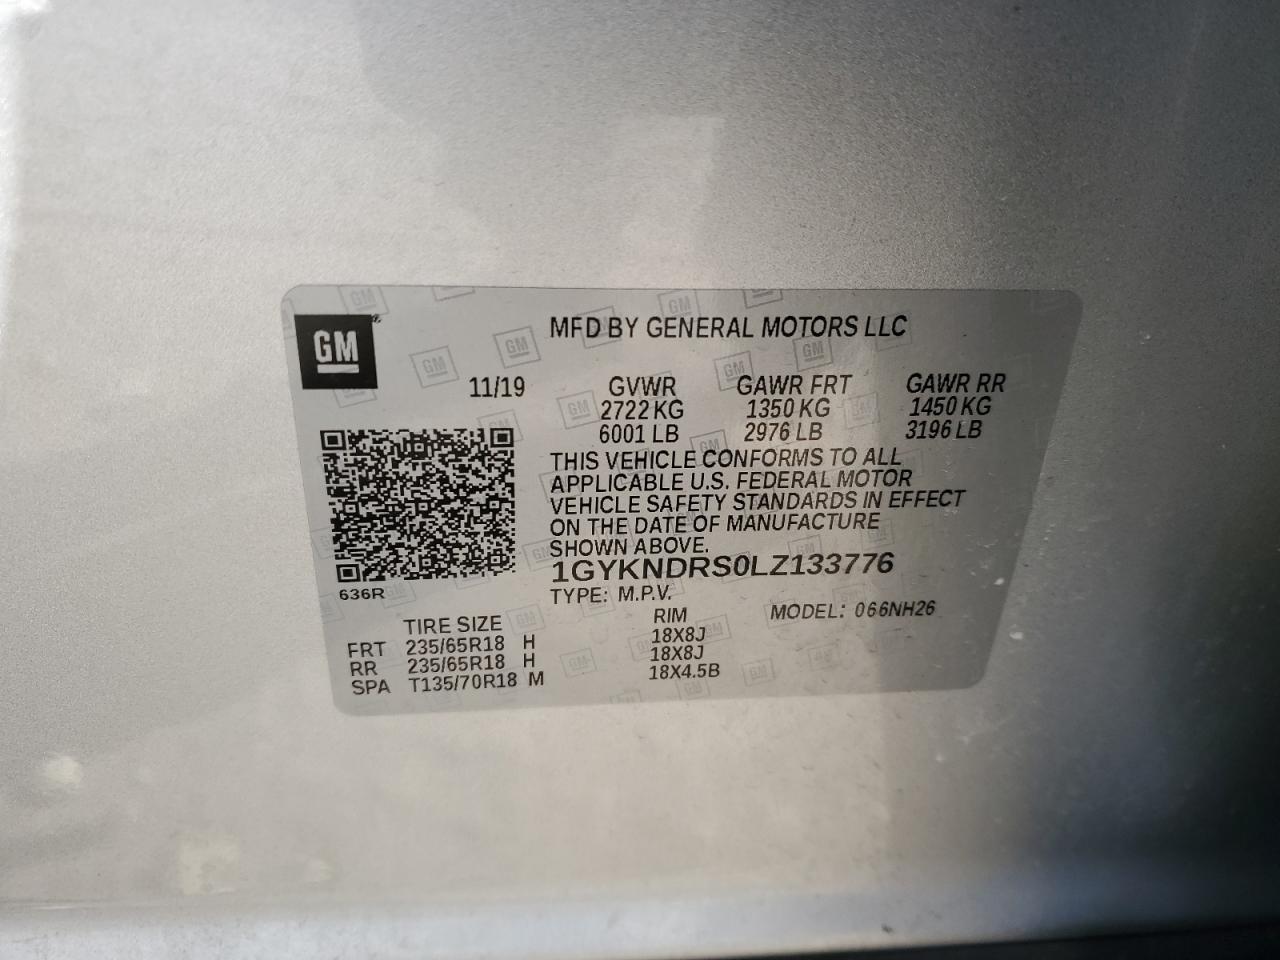 GM
MFD BY GENERAL MOTORS LLC
11/19 GVWR GAWR FRT GAWR RR
2722 KG 1350 KG 1450 KG
6001 LB 2976 LB 3196 LB
THIS VEHICLE CONFORMS TO ALL
APPLICABLE U.S. FEDERAL MOTOR
VEHICLE SAFETY STANDARDS IN EFFECT
ON THE DATE OF MANUFACTURE
SHOWN ABOVE.
1GYKNDRS0LZ133776
636R
TYPE: M.P.V. MODEL: 066NH26
TIRE SIZE RIM
FRT 235/65R18 H 18X8J
RR 235/65R18 H 18X8J
SPA T135/70R18 M 18X4.5B